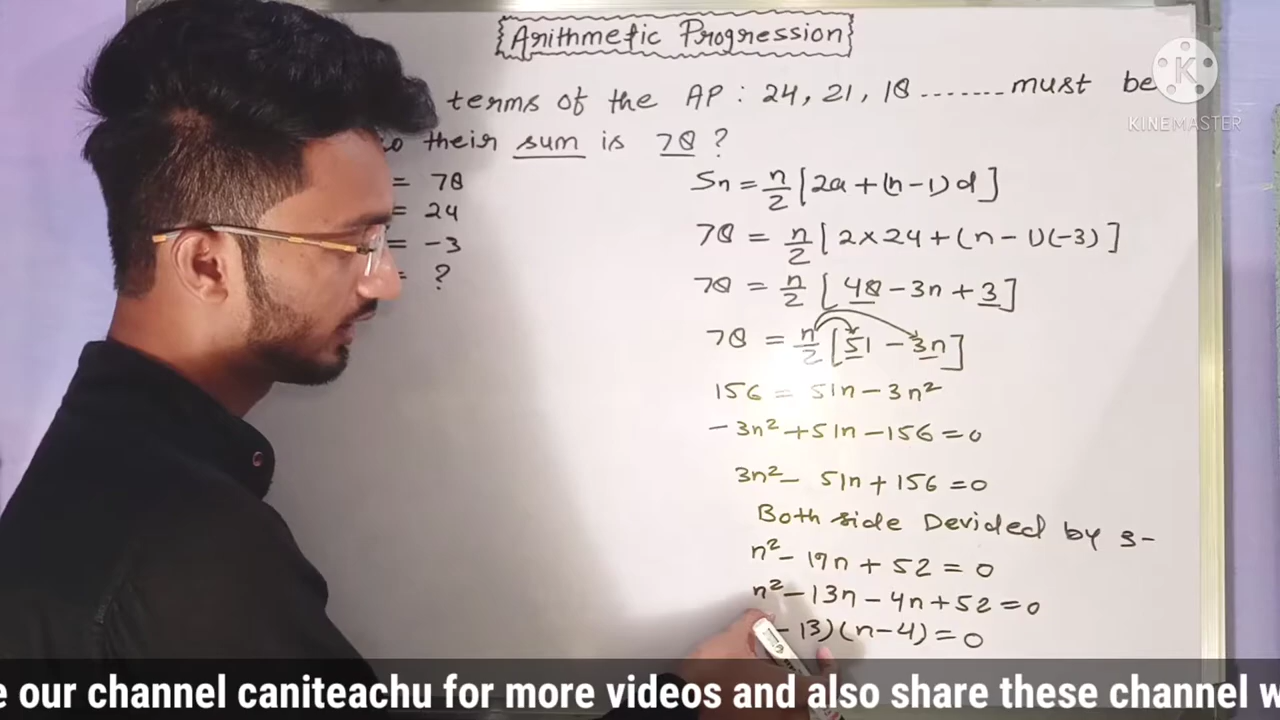 Arithmetic Progression
terms of the AP : 24, 21, 18 ....... must be
so their sum is 78 ?
= 78
= 24
= -3
= ?
Sn = n/2 [2a + (n-1)d]
78 = n/2 [2×24 + (n-1)(-3)]
78 = n/2 [48 - 3n + 3]
78 = n/2 [51 - 3n]
156 = 51n - 3n²
-3n² + 51n - 156 = 0
3n² - 51n + 156 = 0
Both side Devided by 3-
n² - 17n + 52 = 0
n² - 13n - 4n + 52 = 0
- 13)(n-4) = 0
KINEMASTER
e our channel caniteachu for more videos and also share these channel w